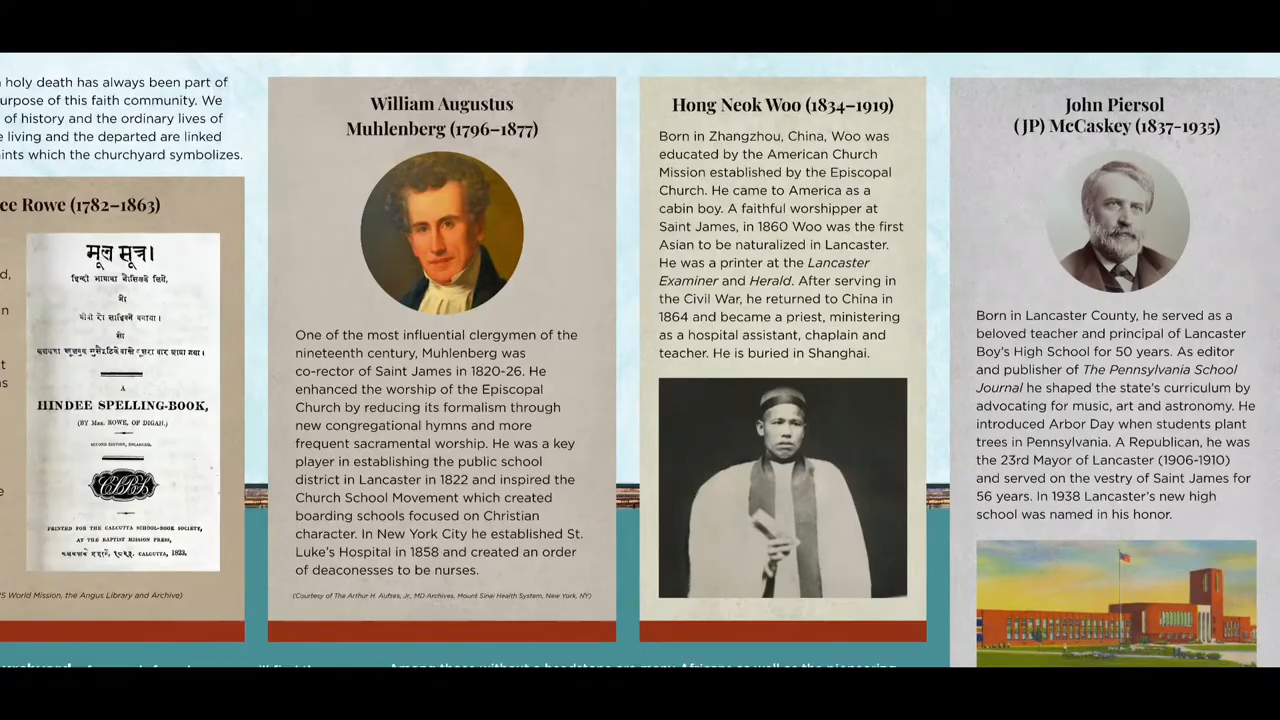 holy death has always been part of
urpose of this faith community. We
of history and the ordinary lives of
living and the departed are linked
ints which the churchyard symbolizes.
ee Rowe (1782–1863)
मूल सूत्र।
A
HINDEE SPELLING-BOOK,
(BY Mrs. ROWE, OF DIGAH.)
SECOND EDITION, ENLARGED.
PRINTED FOR THE CALCUTTA SCHOOL-BOOK SOCIETY,
AT THE BAPTIST MISSION PRESS,
CALCUTTA, 1823.
S World Mission, the Angus Library and Archive)
William Augustus
Muhlenberg (1796–1877)
One of the most influential clergymen of the
nineteenth century, Muhlenberg was
co-rector of Saint James in 1820-26. He
enhanced the worship of the Episcopal
Church by reducing its formalism through
new congregational hymns and more
frequent sacramental worship. He was a key
player in establishing the public school
district in Lancaster in 1822 and inspired the
Church School Movement which created
boarding schools focused on Christian
character. In New York City he established St.
Luke's Hospital in 1858 and created an order
of deaconesses to be nurses.
(Courtesy of The Arthur H. Aufses, Jr., MD Archives, Mount Sinai Health System, New York, NY)
Hong Neok Woo (1834–1919)
Born in Zhangzhou, China, Woo was
educated by the American Church
Mission established by the Episcopal
Church. He came to America as a
cabin boy. A faithful worshipper at
Saint James, in 1860 Woo was the first
Asian to be naturalized in Lancaster.
He was a printer at the Lancaster
Examiner and Herald. After serving in
the Civil War, he returned to China in
1864 and became a priest, ministering
as a hospital assistant, chaplain and
teacher. He is buried in Shanghai.
John Piersol
(JP) McCaskey (1837-1935)
Born in Lancaster County, he served as a
beloved teacher and principal of Lancaster
Boy's High School for 50 years. As editor
and publisher of The Pennsylvania School
Journal he shaped the state's curriculum by
advocating for music, art and astronomy. He
introduced Arbor Day when students plant
trees in Pennsylvania. A Republican, he was
the 23rd Mayor of Lancaster (1906-1910)
and served on the vestry of Saint James for
56 years. In 1938 Lancaster's new high
school was named in his honor.
Among those without a headstone are many Africans as well as the pioneering